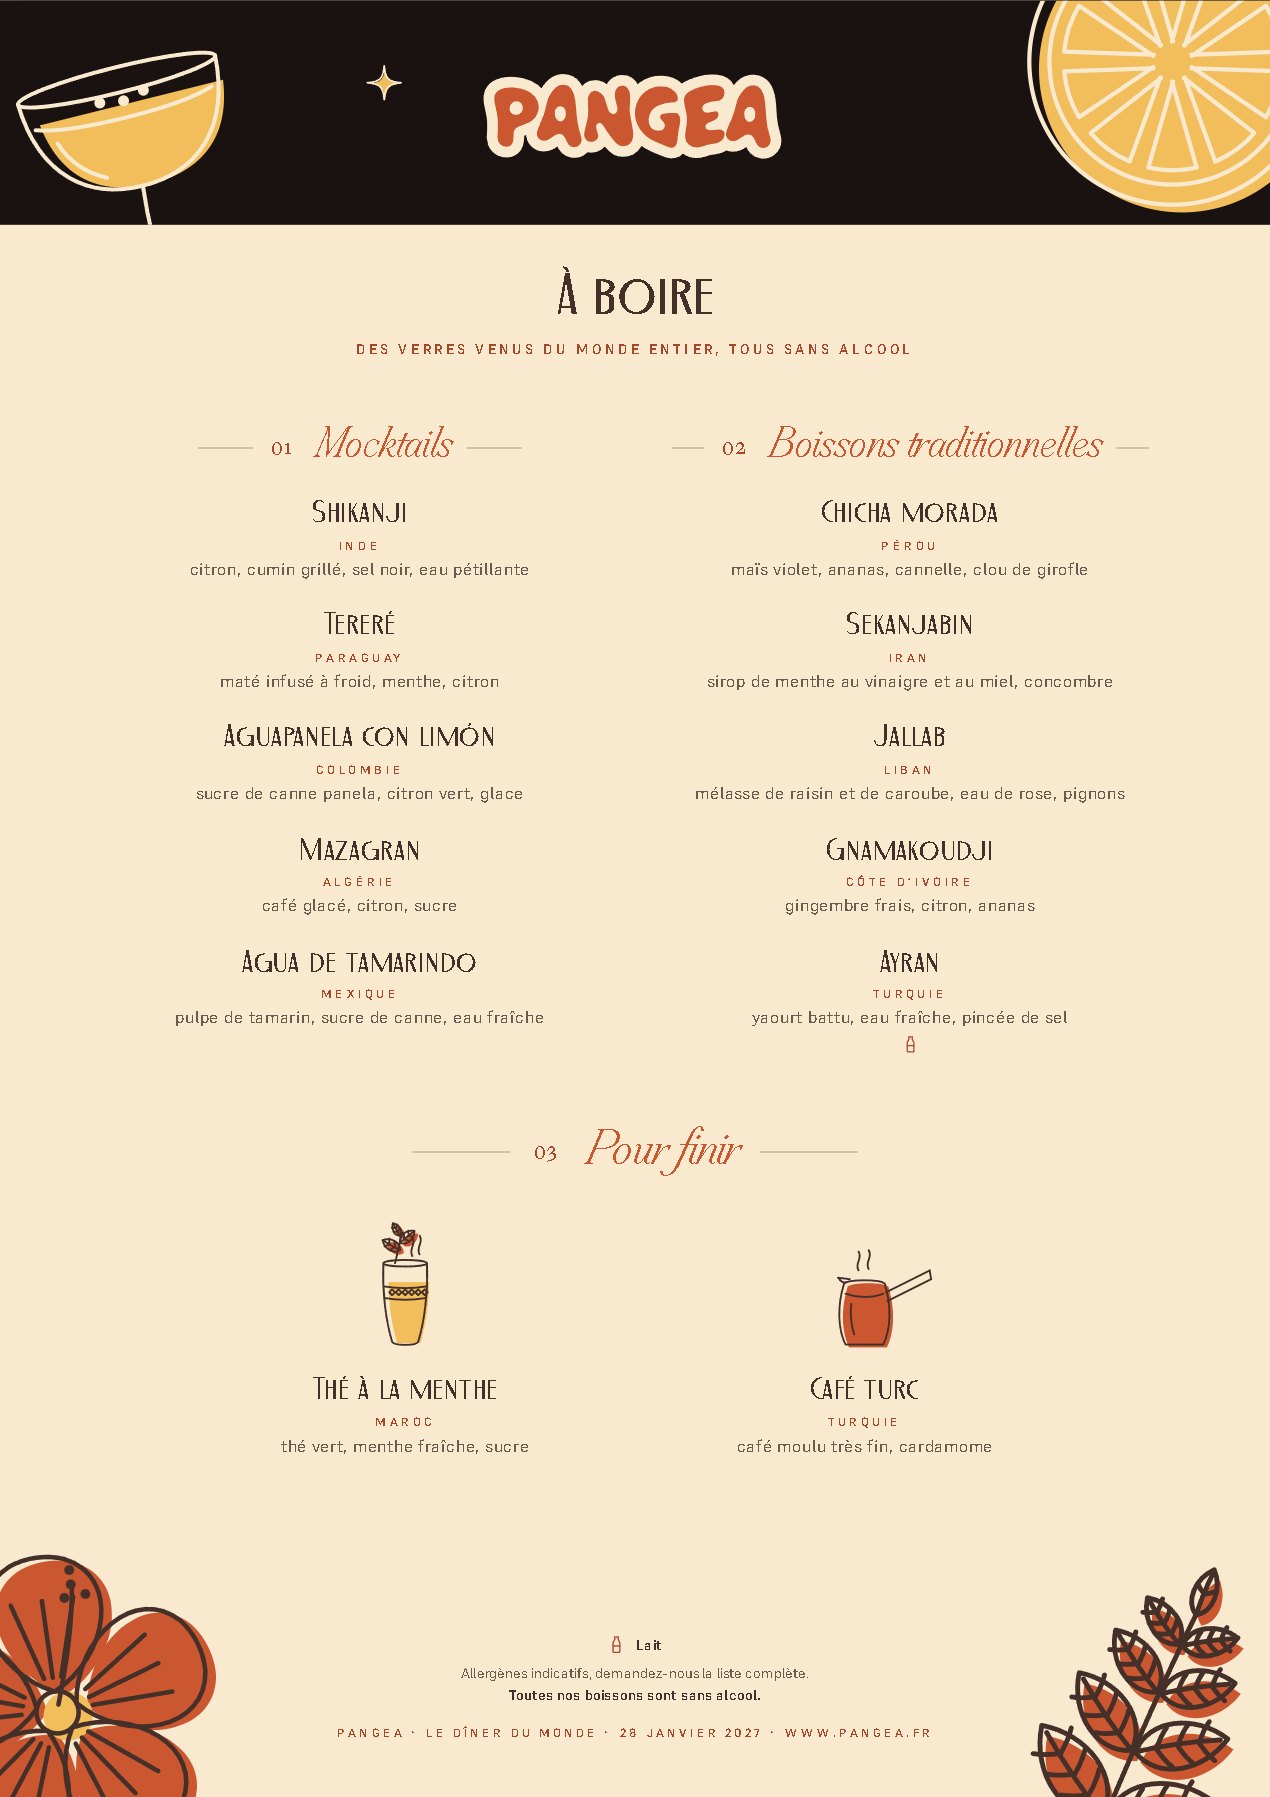 PANGEA
À BOIRE
DES VERRES VENUS DU MONDE ENTIER, TOUS SANS ALCOOL
01 Mocktails
SHIKANJI
INDE
citron, cumin grillé, sel noir, eau pétillante
TERERÉ
PARAGUAY
maté infusé à froid, menthe, citron
AGUAPANELA CON LIMÓN
COLOMBIE
sucre de canne panela, citron vert, glace
MAZAGRAN
ALGÉRIE
café glacé, citron, sucre
AGUA DE TAMARINDO
MEXIQUE
pulpe de tamarin, sucre de canne, eau fraîche
02 Boissons traditionnelles
CHICHA MORADA
PÉROU
maïs violet, ananas, cannelle, clou de girofle
SEKANJABIN
IRAN
sirop de menthe au vinaigre et au miel, concombre
JALLAB
LIBAN
mélasse de raisin et de caroube, eau de rose, pignons
GNAMAKOUDJI
CÔTE D'IVOIRE
gingembre frais, citron, ananas
AYRAN
TURQUIE
yaourt battu, eau fraîche, pincée de sel
03 Pour finir
THÉ À LA MENTHE
MAROC
thé vert, menthe fraîche, sucre
CAFÉ TURC
TURQUIE
café moulu très fin, cardamome
Lait
Allergènes indicatifs, demandez-nous la liste complète.
Toutes nos boissons sont sans alcool.
PANGEA · LE DÎNER DU MONDE · 28 JANVIER 2027 · WWW.PANGEA.FR